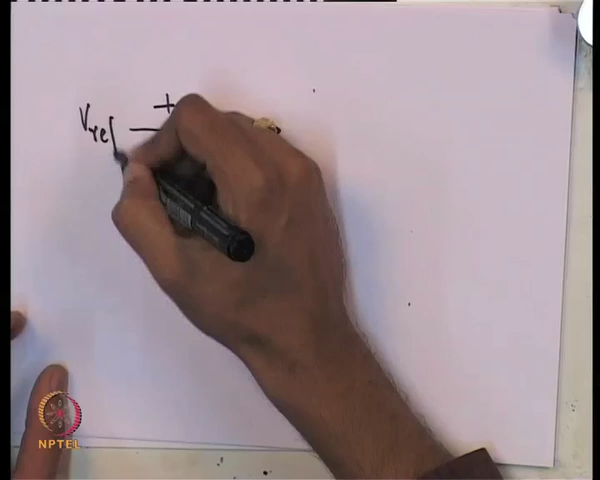 +
Vref —
NPTEL